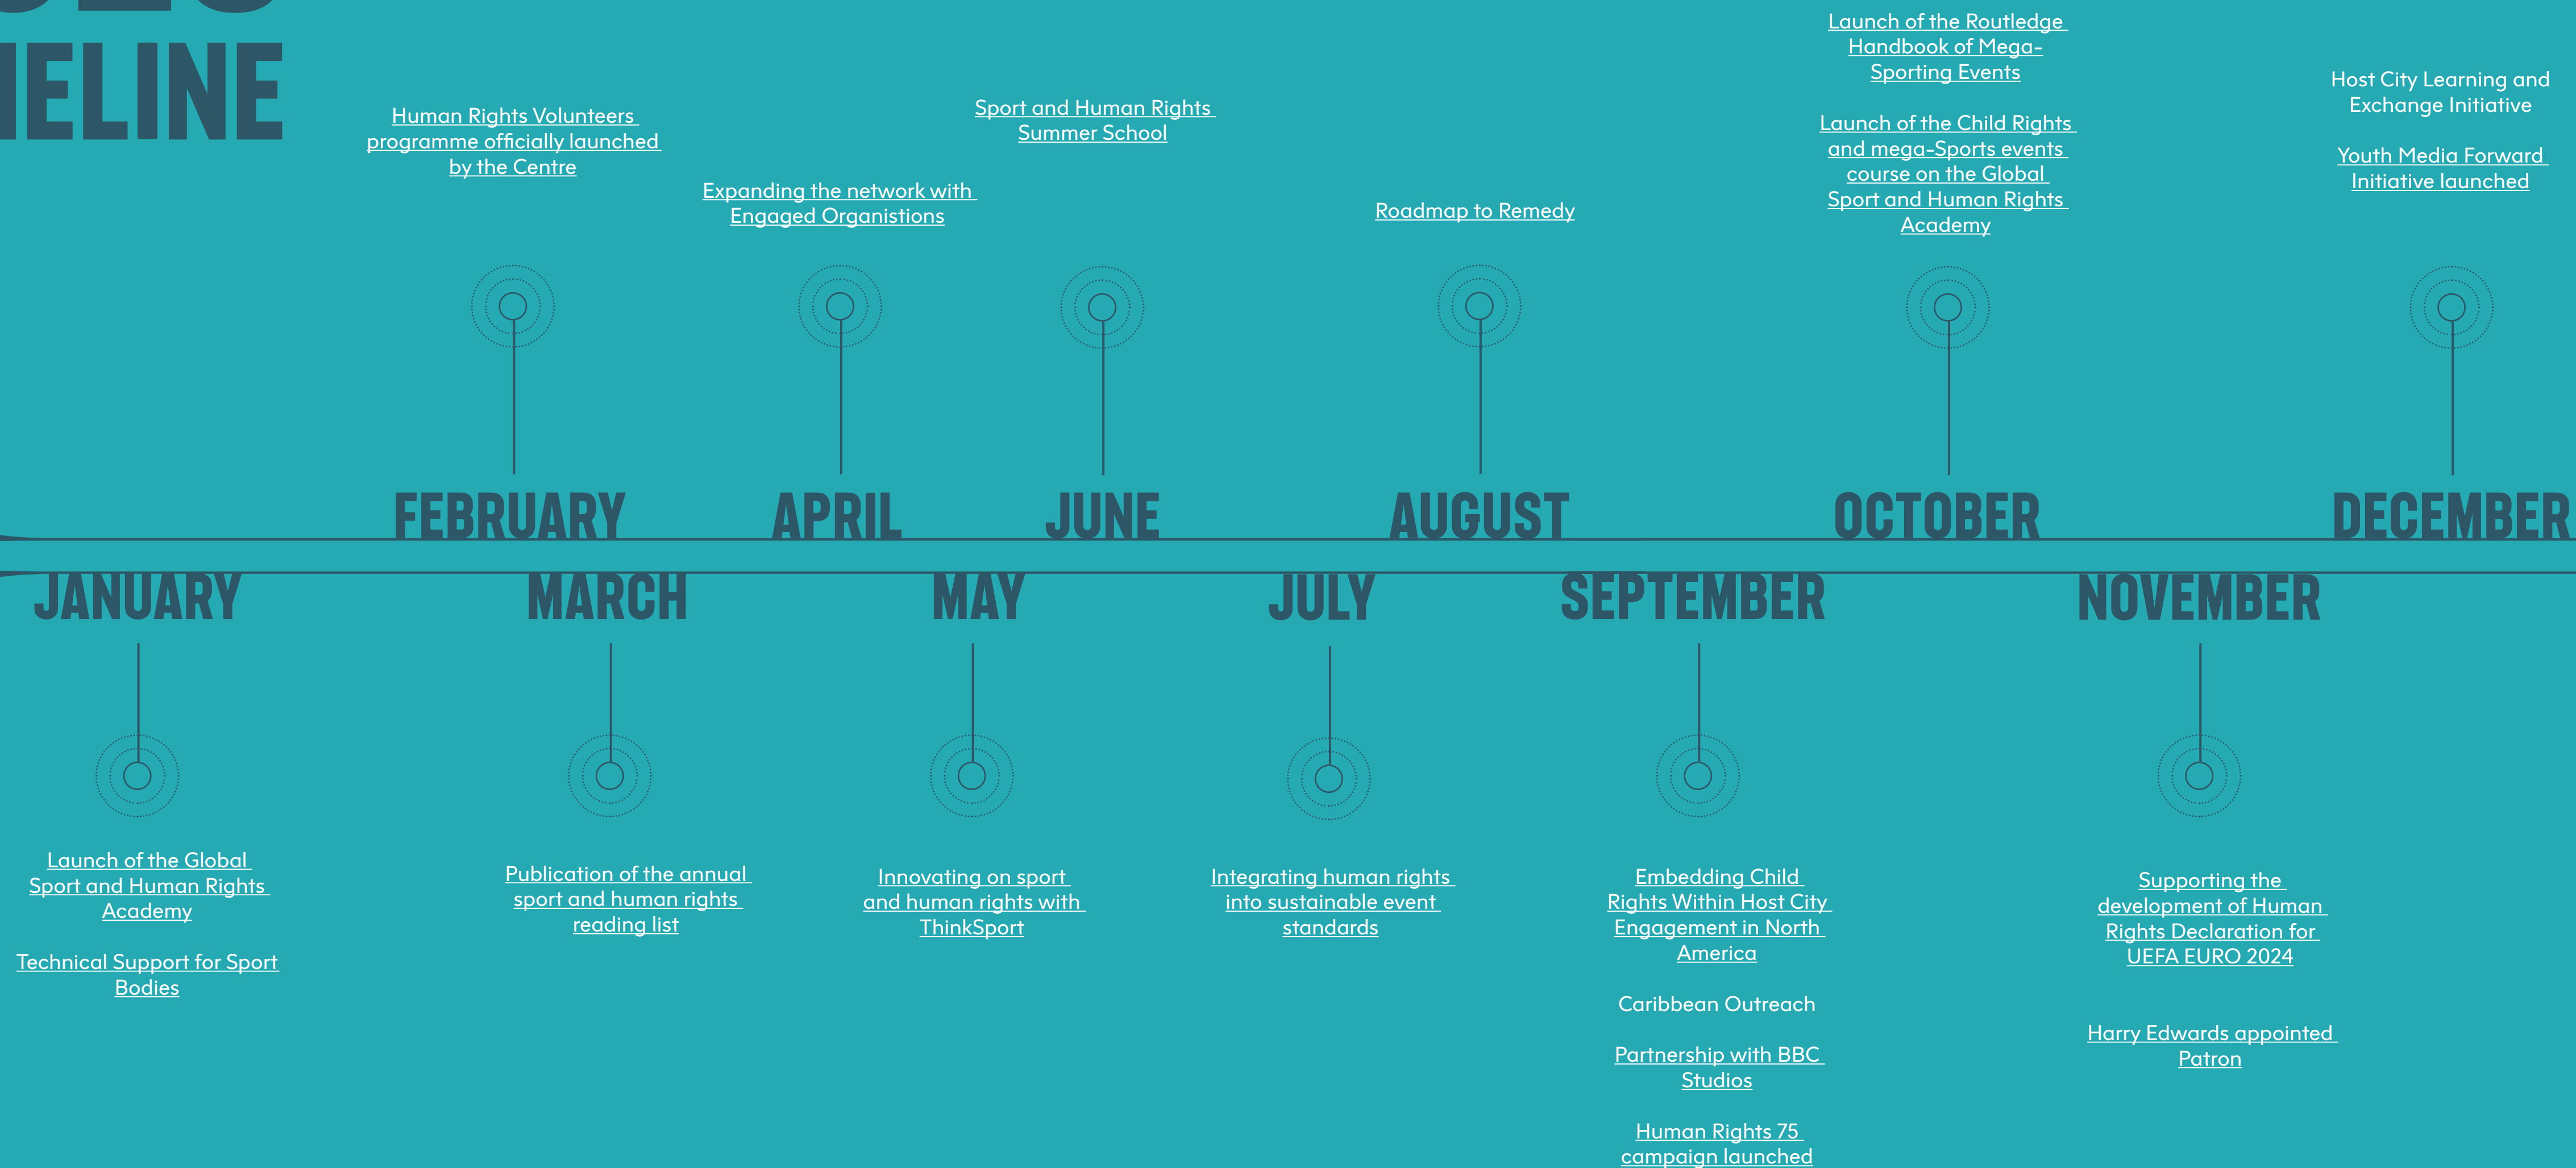 IELINE
Human Rights Volunteers
programme officially launched
by the Centre
Expanding the network with
Engaged Organistions
Sport and Human Rights
Summer School
Roadmap to Remedy
Launch of the Routledge
Handbook of Mega-
Sporting Events
Launch of the Child Rights
and mega-Sports events
course on the Global
Sport and Human Rights
Academy
Host City Learning and
Exchange Initiative
Youth Media Forward
Initiative launched
FEBRUARY
APRIL
JUNE
AUGUST
OCTOBER
DECEMBER
JANUARY
MARCH
MAY
JULY
SEPTEMBER
NOVEMBER
Launch of the Global
Sport and Human Rights
Academy
Technical Support for Sport
Bodies
Publication of the annual
sport and human rights
reading list
Innovating on sport
and human rights with
ThinkSport
Integrating human rights
into sustainable event
standards
Embedding Child
Rights Within Host City
Engagement in North
America
Caribbean Outreach
Partnership with BBC
Studios
Human Rights 75
campaign launched
Supporting the
development of Human
Rights Declaration for
UEFA EURO 2024
Harry Edwards appointed
Patron